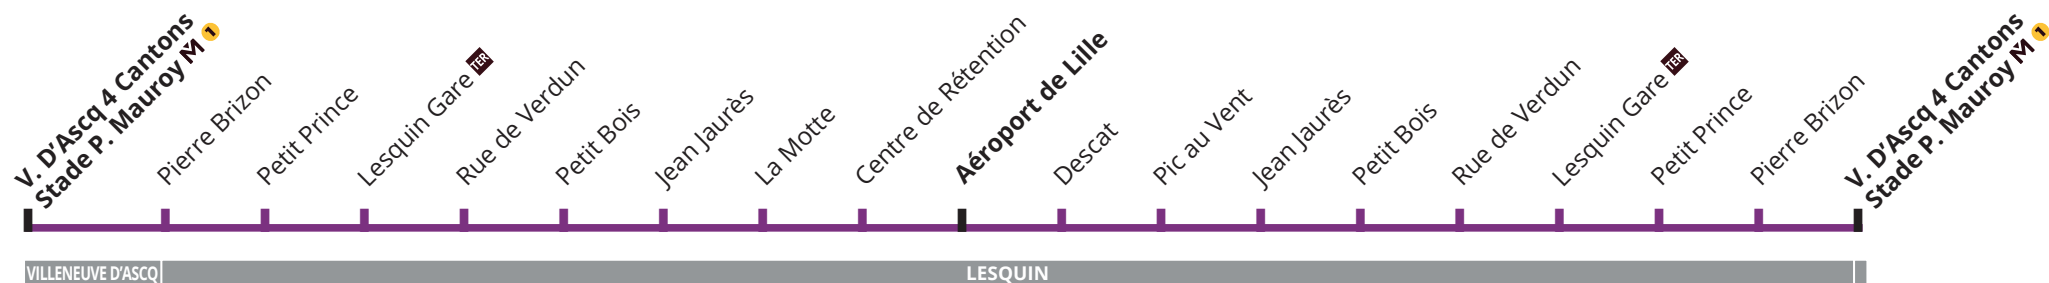 V. D'Ascq 4 Cantons
Stade P. Mauroy M 1
Pierre Brizon
Petit Prince
Lesquin Gare TER
Rue de Verdun
Petit Bois
Jean Jaurès
La Motte
Centre de Rétention
Aéroport de Lille
Descat
Pic au Vent
Jean Jaurès
Petit Bois
Rue de Verdun
Lesquin Gare TER
Petit Prince
Pierre Brizon
V. D'Ascq 4 Cantons
Stade P. Mauroy M 1
VILLENEUVE D'ASCQ
LESQUIN